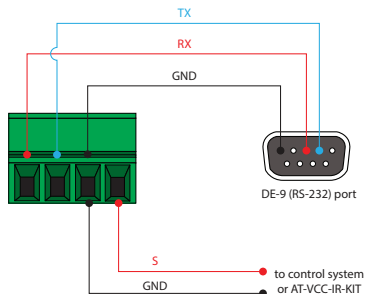 TX
RX
GND
DE-9 (RS-232) port
S
to control system
GND
or AT-VCC-IR-KIT